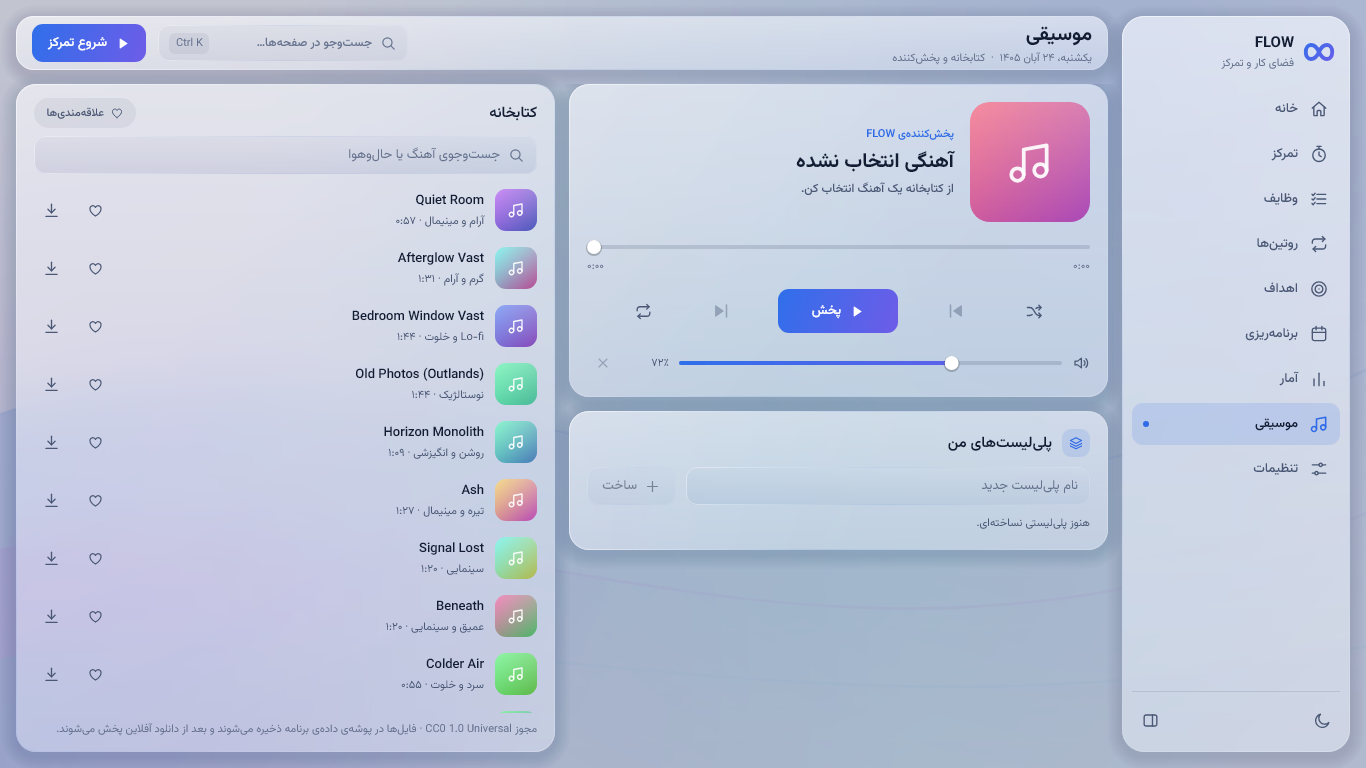 FLOW
فضای کار و تمرکز
خانه
تمرکز
وظایف
روتین‌ها
اهداف
برنامه‌ریزی
آمار
موسیقی
تنظیمات
موسیقی
یکشنبه، ۲۴ آبان ۱۴۰۵ · کتابخانه و پخش‌کننده
جست‌وجو در صفحه‌ها...
Ctrl K
شروع تمرکز
پخش‌کننده‌ی FLOW
آهنگی انتخاب نشده
از کتابخانه یک آهنگ انتخاب کن.
۰:۰۰
۰:۰۰
پخش
۷۲٪
پلی‌لیست‌های من
نام پلی‌لیست جدید
ساخت
هنوز پلی‌لیستی نساخته‌ای.
کتابخانه
علاقه‌مندی‌ها
جست‌وجوی آهنگ یا حال‌وهوا
Quiet Room
آرام و مینیمال · ۰:۵۷
Afterglow Vast
گرم و آرام · ۱:۳۱
Bedroom Window Vast
Lo-fi و خلوت · ۱:۴۴
Old Photos (Outlands)
نوستالژیک · ۱:۴۴
Horizon Monolith
روشن و انگیزشی · ۱:۰۹
Ash
تیره و مینیمال · ۱:۲۷
Signal Lost
سینمایی · ۱:۲۰
Beneath
عمیق و سینمایی · ۱:۲۰
Colder Air
سرد و خلوت · ۰:۵۵
مجوز CC0 1.0 Universal · فایل‌ها در پوشه‌ی داده‌ی برنامه ذخیره می‌شوند و بعد از دانلود آفلاین پخش می‌شوند.